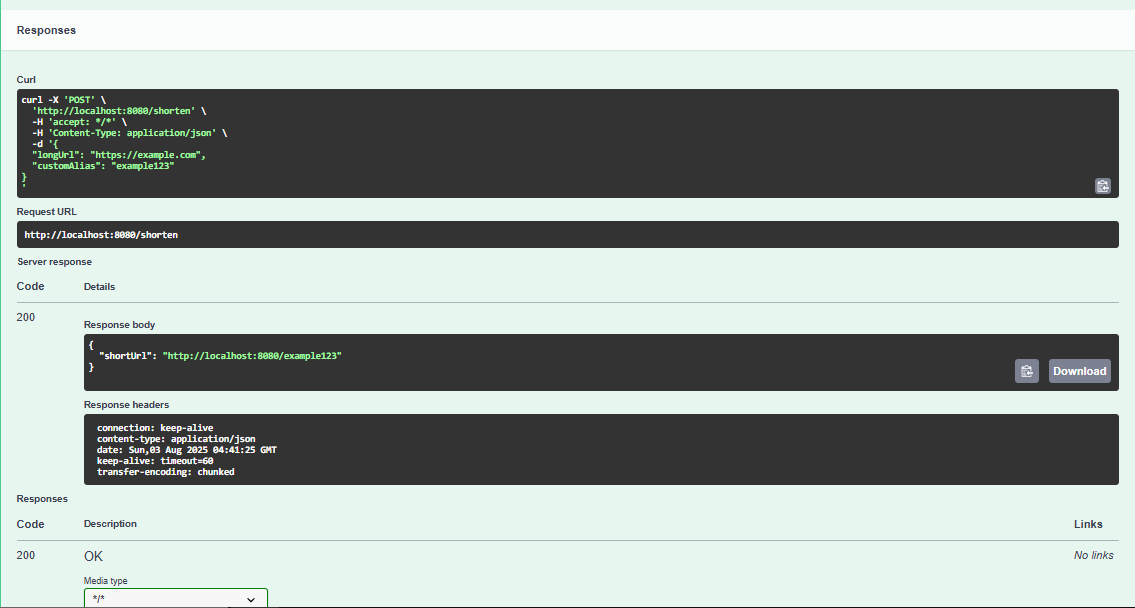 Responses
Curl
curl -X 'POST' \
  'http://localhost:8080/shorten' \
  -H 'accept: */*' \
  -H 'Content-Type: application/json' \
  -d '{
  "longUrl": "https://example.com",
  "customAlias": "example123"
}
'
Request URL
http://localhost:8080/shorten
Server response
Code Details
200
Response body
{
  "shortUrl": "http://localhost:8080/example123"
}
Download
Response headers
connection: keep-alive
content-type: application/json
date: Sun,03 Aug 2025 04:41:25 GMT
keep-alive: timeout=60
transfer-encoding: chunked
Responses
Code Description Links
200 OK No links
Media type
*/*